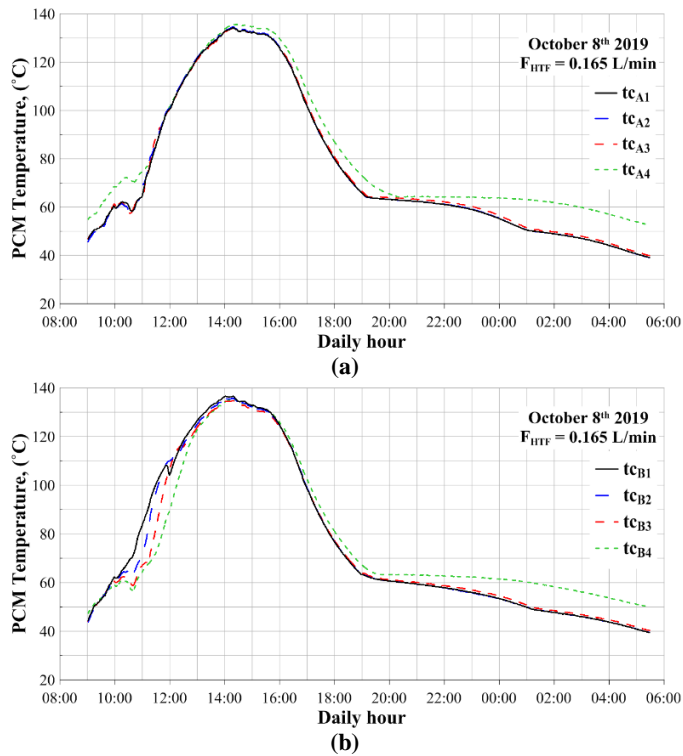 140
120
100
80
60
40
20
PCM Temperature, (˚C)
October 8th 2019
FHTF = 0.165 L/min
tcA1
tcA2
tcA3
tcA4
08:00 10:00 12:00 14:00 16:00 18:00 20:00 22:00 00:00 02:00 04:00 06:00
Daily hour
(a)
140
120
100
80
60
40
20
PCM Temperature, (˚C)
October 8th 2019
FHTF = 0.165 L/min
tcB1
tcB2
tcB3
tcB4
08:00 10:00 12:00 14:00 16:00 18:00 20:00 22:00 00:00 02:00 04:00 06:00
Daily hour
(b)